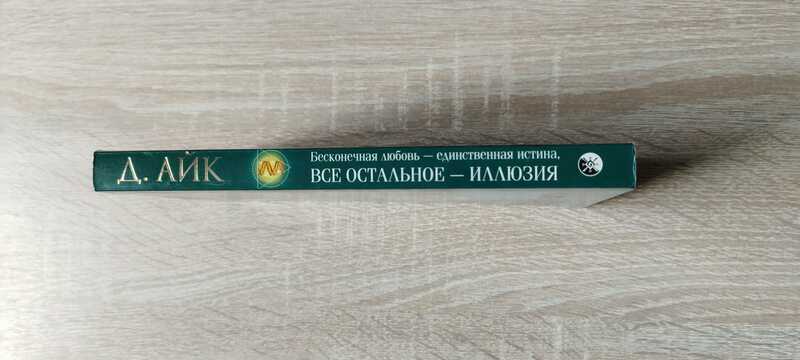 Д. АЙК
Бесконечная любовь — единственная истина,
ВСЕ ОСТАЛЬНОЕ — ИЛЛЮЗИЯ